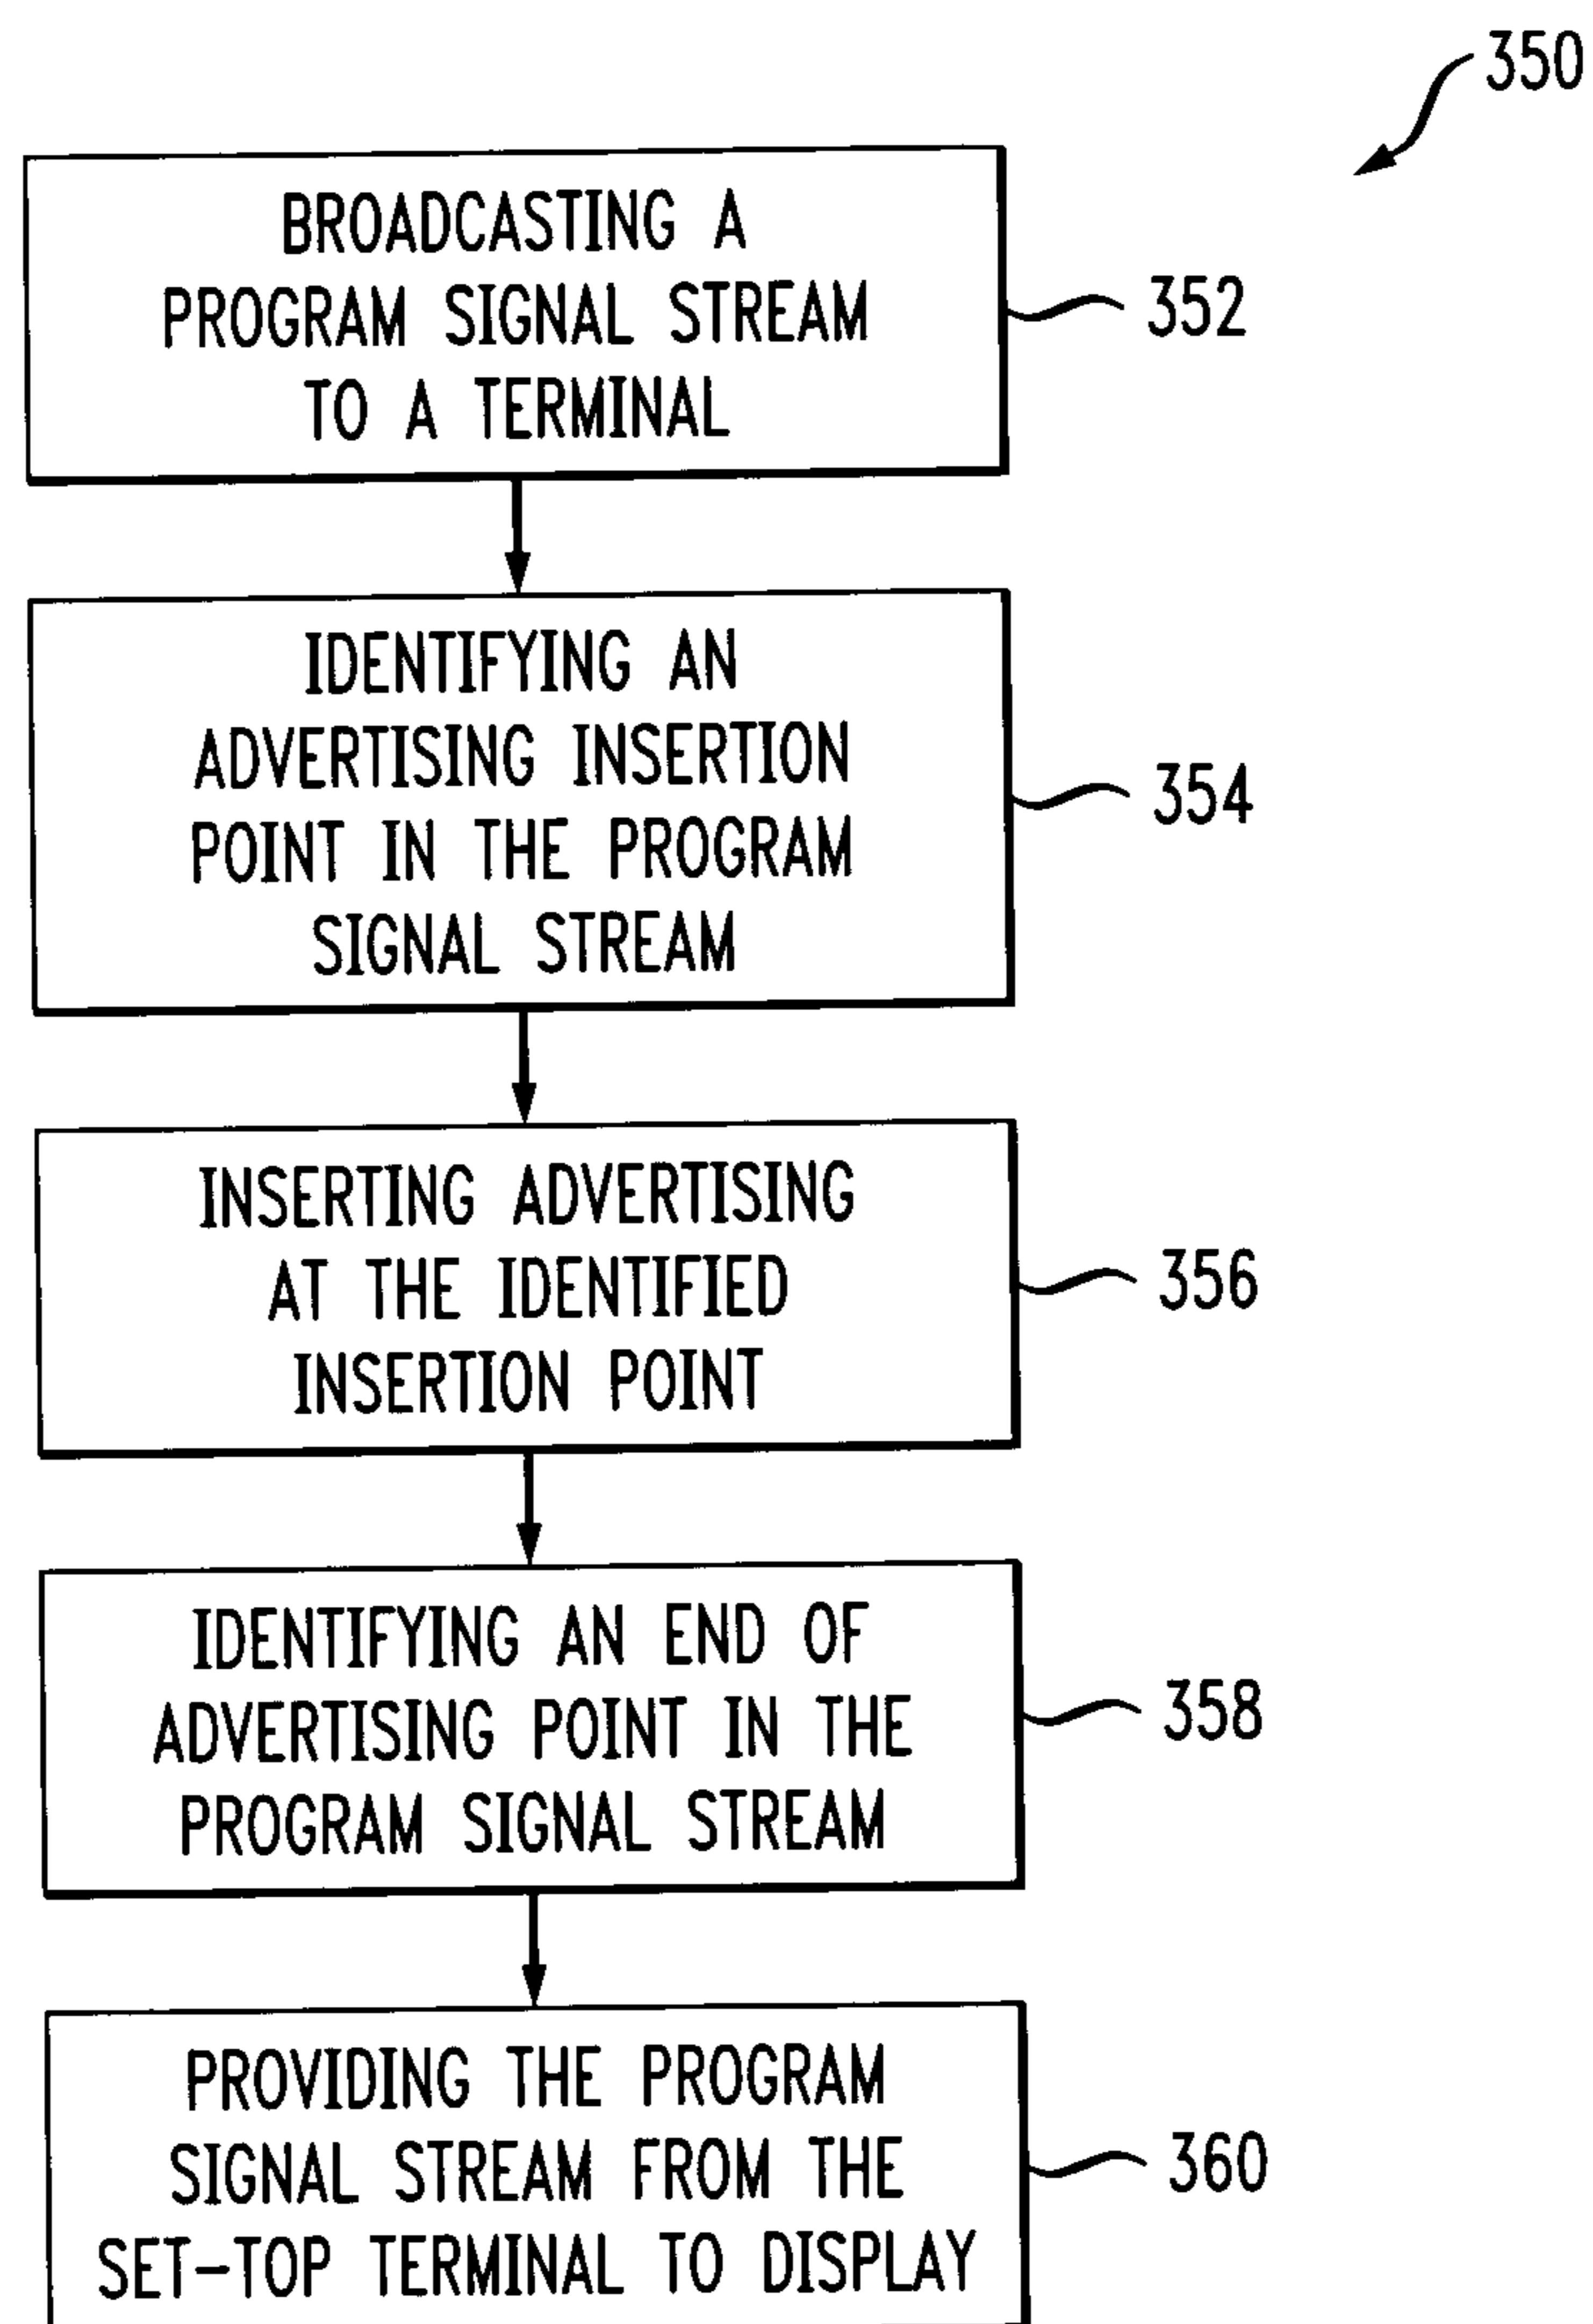 350
BROADCASTING A
PROGRAM SIGNAL STREAM
TO A TERMINAL
352
IDENTIFYING AN
ADVERTISING INSERTION
POINT IN THE PROGRAM
SIGNAL STREAM
354
INSERTING ADVERTISING
AT THE IDENTIFIED
INSERTION POINT
356
IDENTIFYING AN END OF
ADVERTISING POINT IN THE
PROGRAM SIGNAL STREAM
358
PROVIDING THE PROGRAM
SIGNAL STREAM FROM THE
SET-TOP TERMINAL TO DISPLAY
360